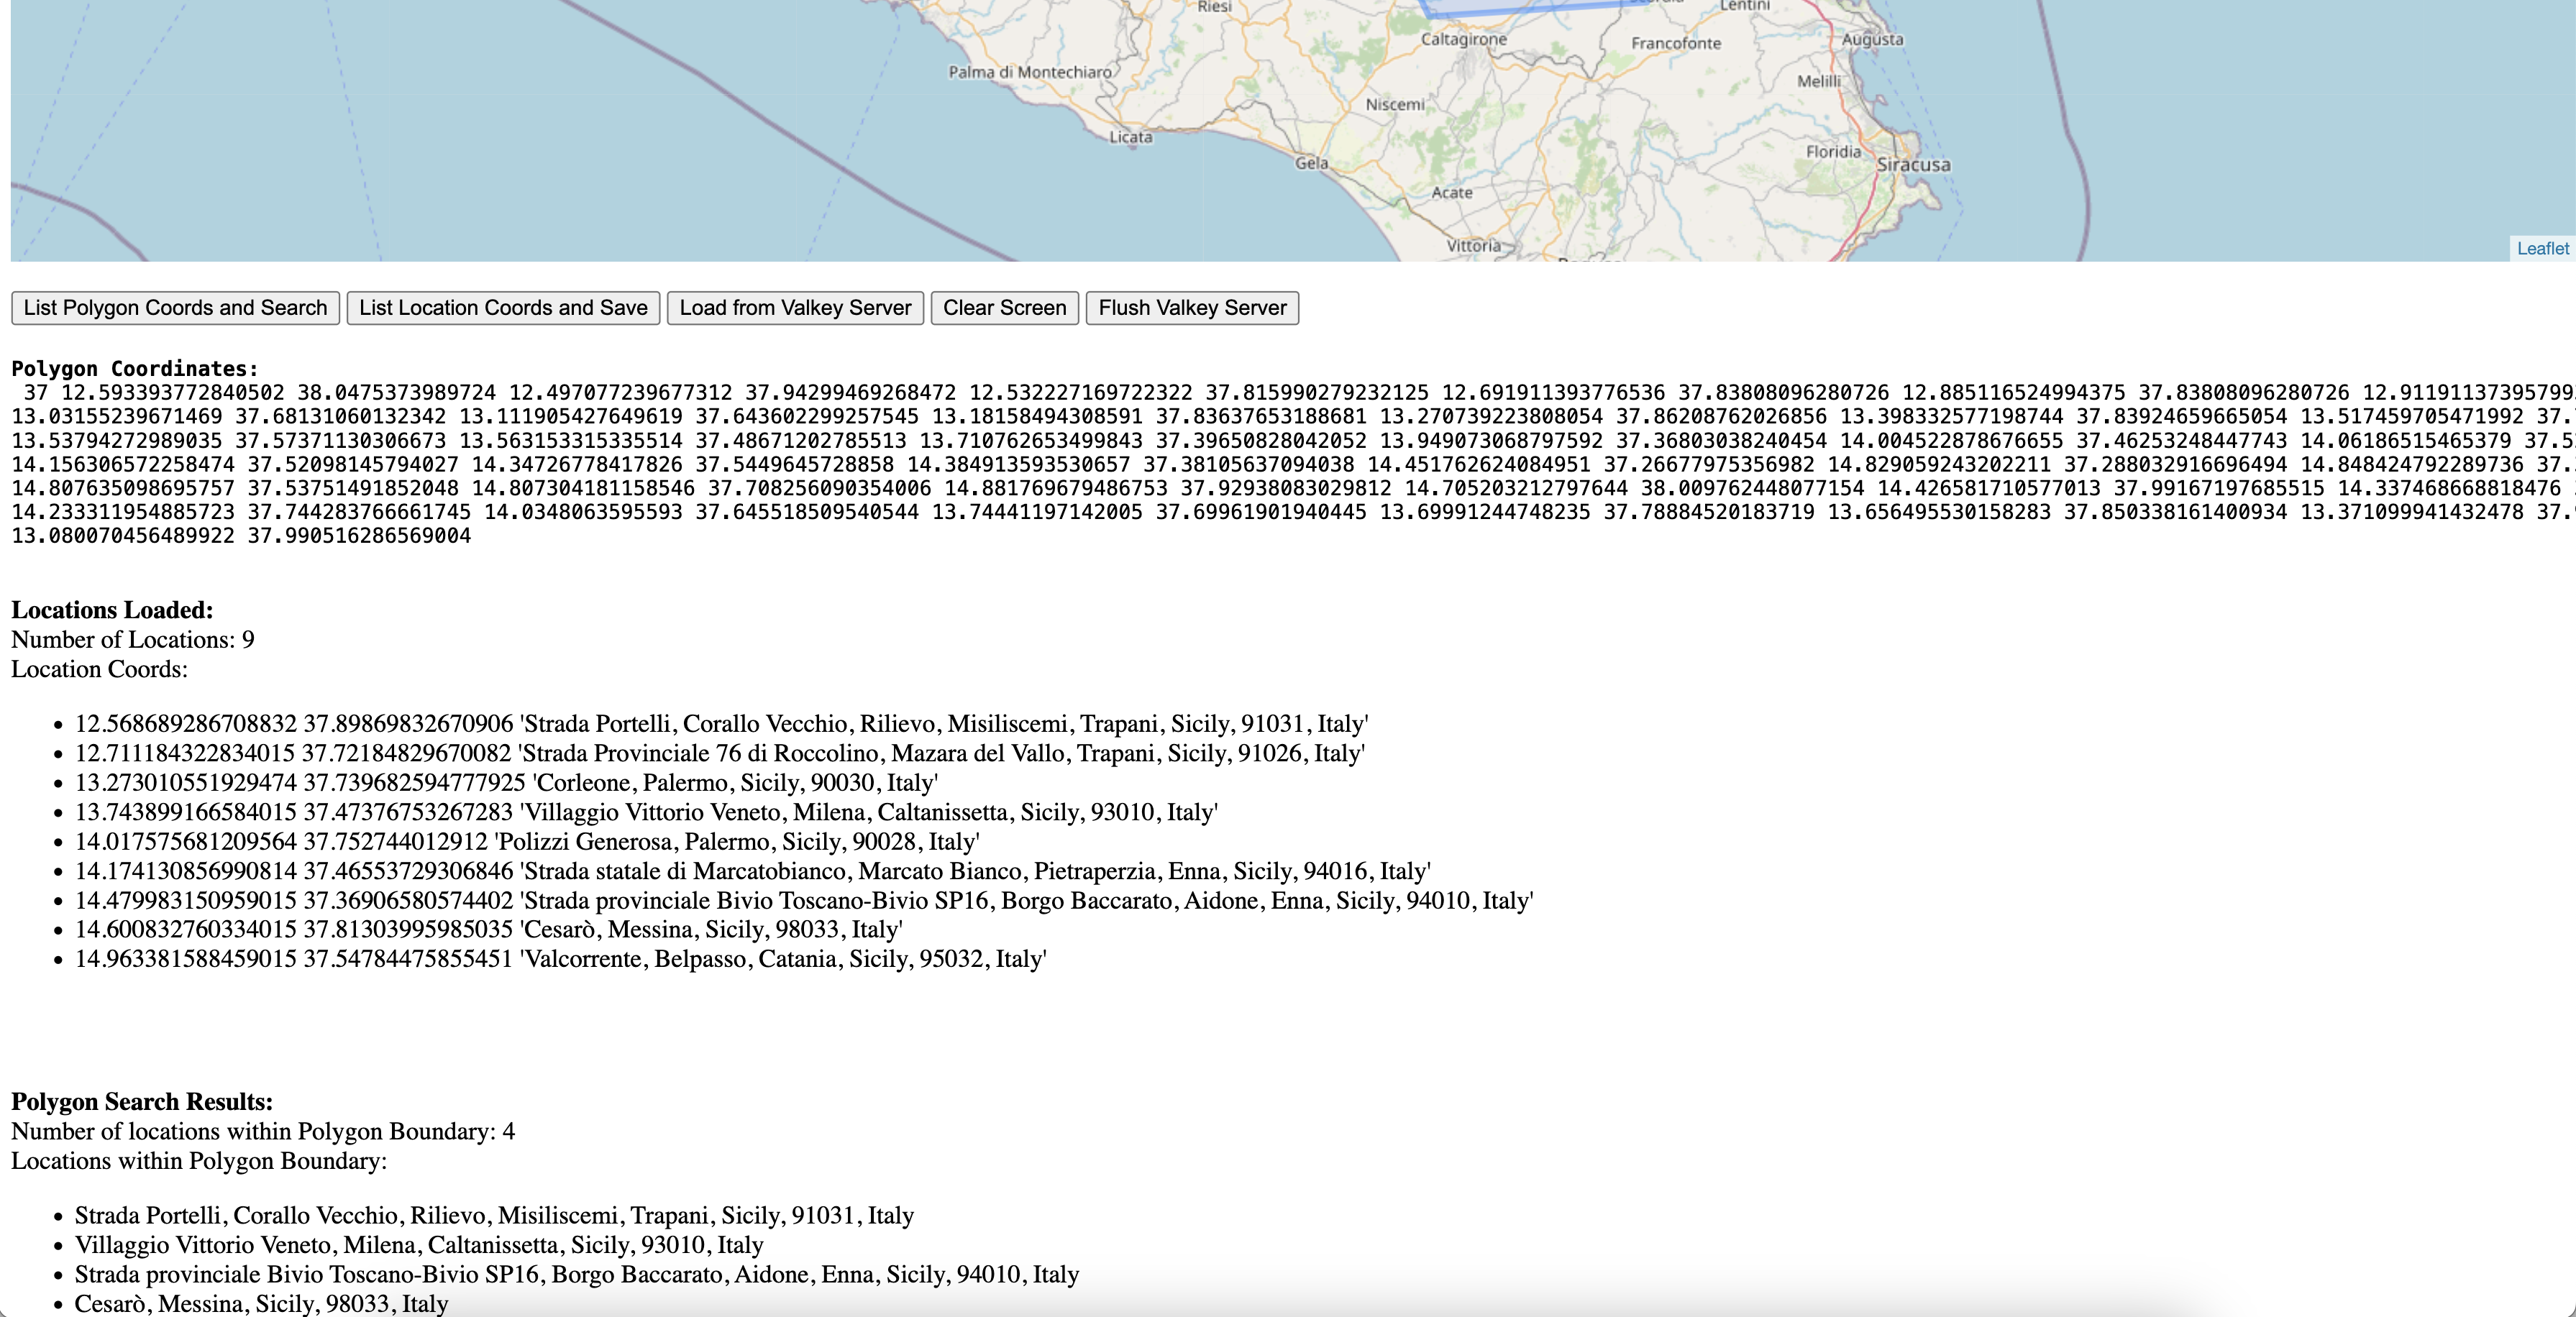 Riesi
Lentini
Caltagirone
Francofonte
Augusta
Palma di Montechiaro
Melilli
Niscemi
Licata
Floridia
Gela
Siracusa
Acate
Vittoria
Leaflet
List Polygon Coords and Search
List Location Coords and Save
Load from Valkey Server
Clear Screen
Flush Valkey Server
Polygon Coordinates:
37 12.593393772840502 38.0475373989724 12.497077239677312 37.94299469268472 12.532227169722322 37.815990279232125 12.691911393776536 37.83808096280726 12.885116524994375 37.83808096280726 12.911911373957992
13.03155239671469 37.68131060132342 13.111905427649619 37.643602299257545 13.18158494308591 37.83637653188681 13.270739223808054 37.86208762026856 13.398332577198744 37.83924659665054 13.517459705471992 37.
13.53794272989035 37.57371130306673 13.563153315335514 37.48671202785513 13.710762653499843 37.39650828042052 13.949073068797592 37.36803038240454 14.004522878676655 37.46253248447743 14.06186515465379 37.5
14.156306572258474 37.52098145794027 14.34726778417826 37.5449645728858 14.384913593530657 37.38105637094038 14.451762624084951 37.26677975356982 14.829059243202211 37.288032916696494 14.848424792289736 37.
14.807635098695757 37.53751491852048 14.807304181158546 37.708256090354006 14.881769679486753 37.92938083029812 14.705203212797644 38.009762448077154 14.426581710577013 37.99167197685515 14.337468668818476
14.233311954885723 37.744283766661745 14.0348063595593 37.645518509540544 13.74441197142005 37.69961901940445 13.69991244748235 37.78884520183719 13.656495530158283 37.850338161400934 13.371099941432478 37.
13.080070456489922 37.990516286569004
Locations Loaded:
Number of Locations: 9
Location Coords:
• 12.568689286708832 37.89869832670906 'Strada Portelli, Corallo Vecchio, Rilievo, Misiliscemi, Trapani, Sicily, 91031, Italy'
• 12.711184322834015 37.72184829670082 'Strada Provinciale 76 di Roccolino, Mazara del Vallo, Trapani, Sicily, 91026, Italy'
• 13.273010551929474 37.739682594777925 'Corleone, Palermo, Sicily, 90030, Italy'
• 13.743899166584015 37.47376753267283 'Villaggio Vittorio Veneto, Milena, Caltanissetta, Sicily, 93010, Italy'
• 14.017575681209564 37.752744012912 'Polizzi Generosa, Palermo, Sicily, 90028, Italy'
• 14.174130856990814 37.46553729306846 'Strada statale di Marcatobianco, Marcato Bianco, Pietraperzia, Enna, Sicily, 94016, Italy'
• 14.479983150959015 37.36906580574402 'Strada provinciale Bivio Toscano-Bivio SP16, Borgo Baccarato, Aidone, Enna, Sicily, 94010, Italy'
• 14.600832760334015 37.81303995985035 'Cesarò, Messina, Sicily, 98033, Italy'
• 14.963381588459015 37.54784475855451 'Valcorrente, Belpasso, Catania, Sicily, 95032, Italy'
Polygon Search Results:
Number of locations within Polygon Boundary: 4
Locations within Polygon Boundary:
• Strada Portelli, Corallo Vecchio, Rilievo, Misiliscemi, Trapani, Sicily, 91031, Italy
• Villaggio Vittorio Veneto, Milena, Caltanissetta, Sicily, 93010, Italy
• Strada provinciale Bivio Toscano-Bivio SP16, Borgo Baccarato, Aidone, Enna, Sicily, 94010, Italy
• Cesarò, Messina, Sicily, 98033, Italy